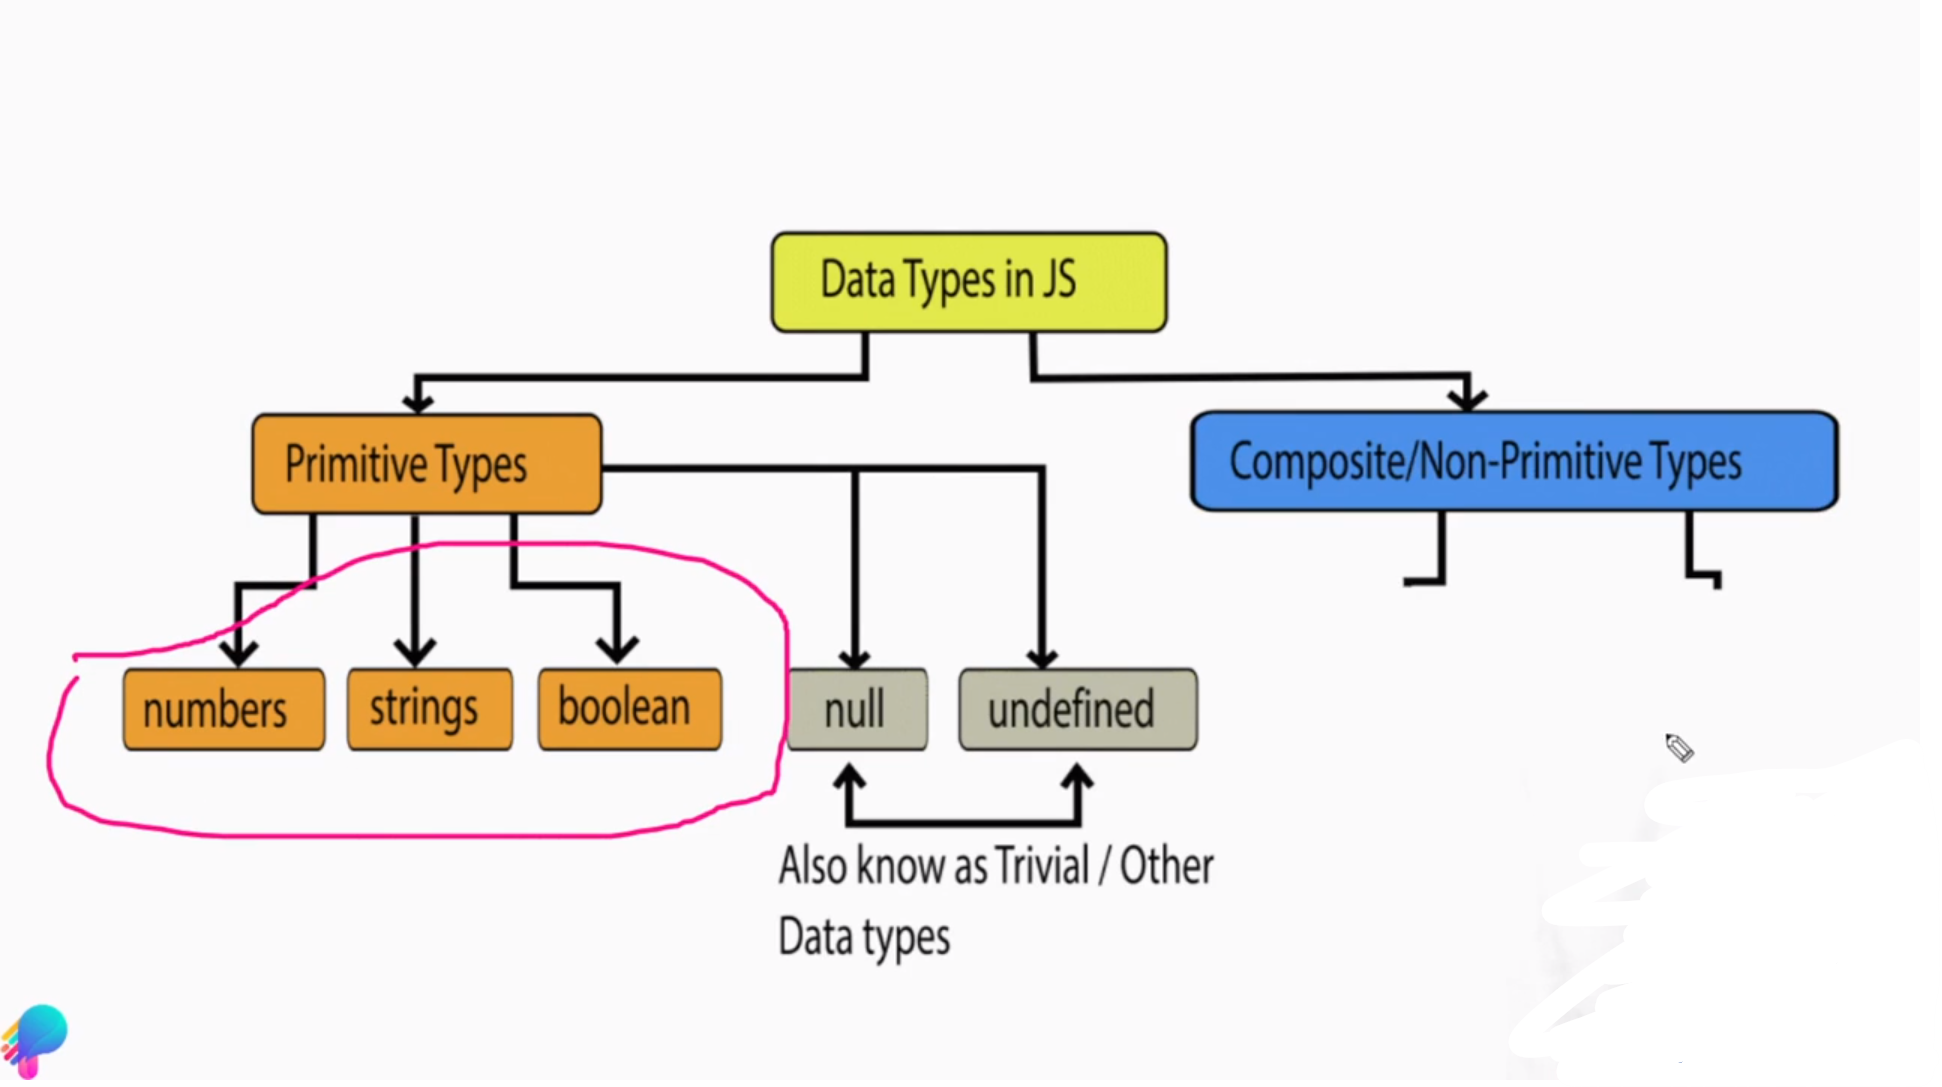 Data Types in JS
Primitive Types
Composite/Non-Primitive Types
numbers
strings
boolean
null
undefined
Also know as Trivial / Other
Data types